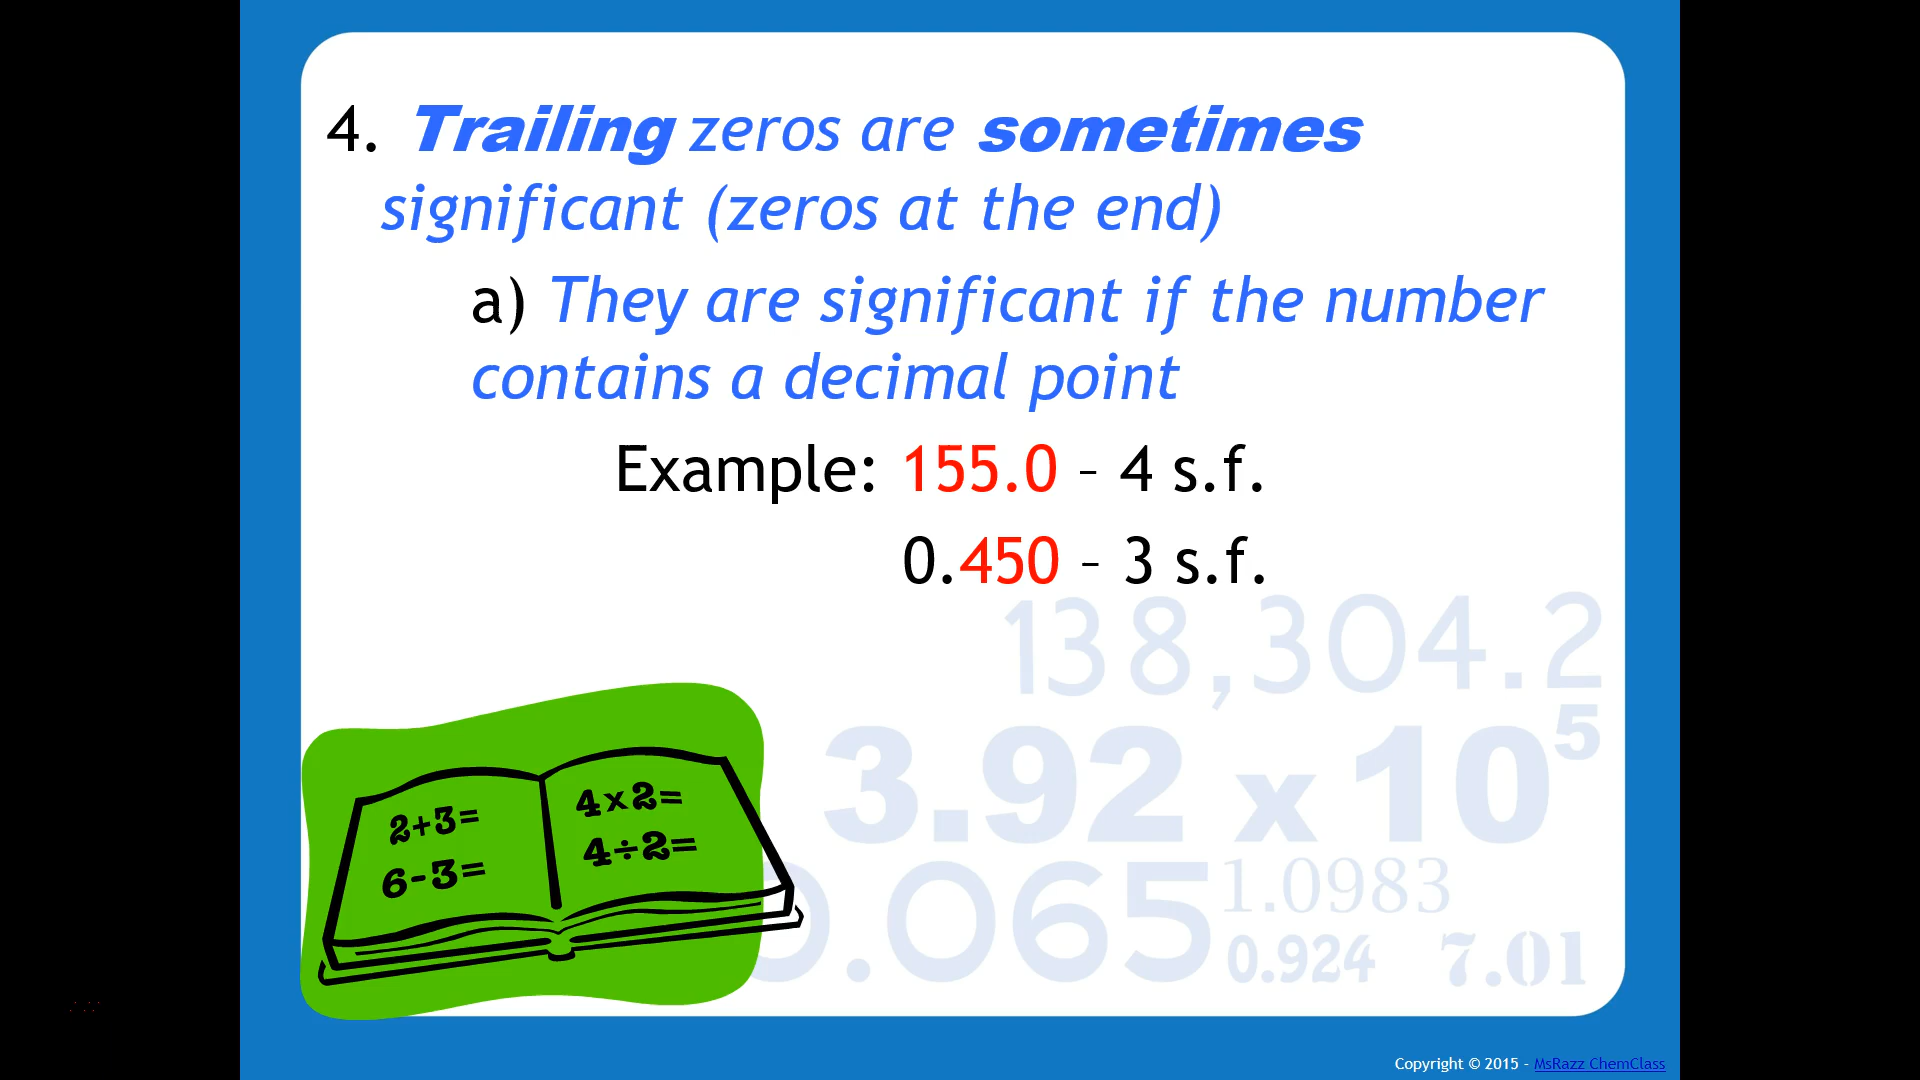 4. Trailing zeros are sometimes
significant (zeros at the end)
a) They are significant if the number
contains a decimal point
Example: 155.0 – 4 s.f.
0.450 – 3 s.f.
138,304.2
3.92 x 10⁵
0.065
1.0983
0.924 7.01
2+3=
6-3=
4x2=
4÷2=
Copyright © 2015 - MsRazz ChemClass